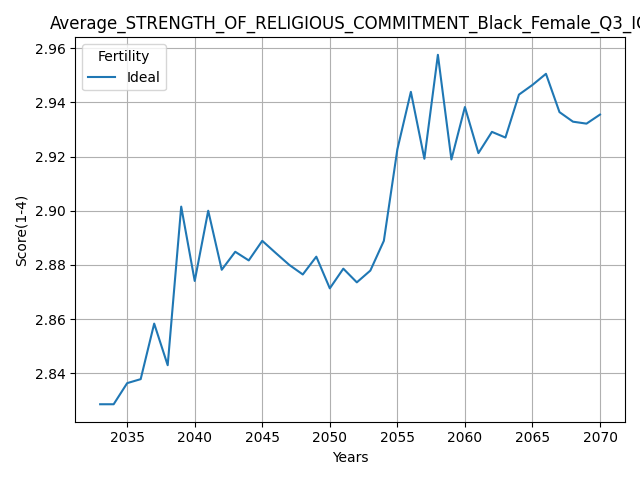 Average_STRENGTH_OF_RELIGIOUS_COMMITMENT_Black_Female_Q3_IC
Fertility
Ideal
2.96
2.94
2.92
2.90
2.88
2.86
2.84
Score(1-4)
2035 2040 2045 2050 2055 2060 2065 2070
Years